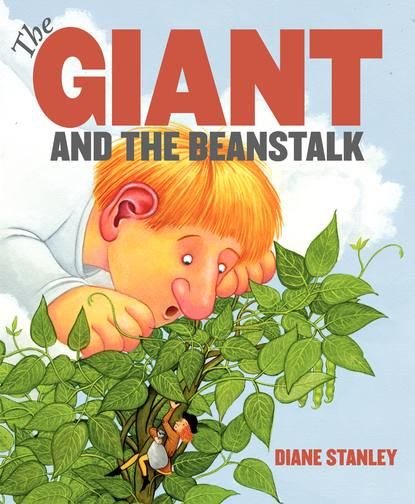 The
GIANT
AND THE BEANSTALK
DIANE STANLEY